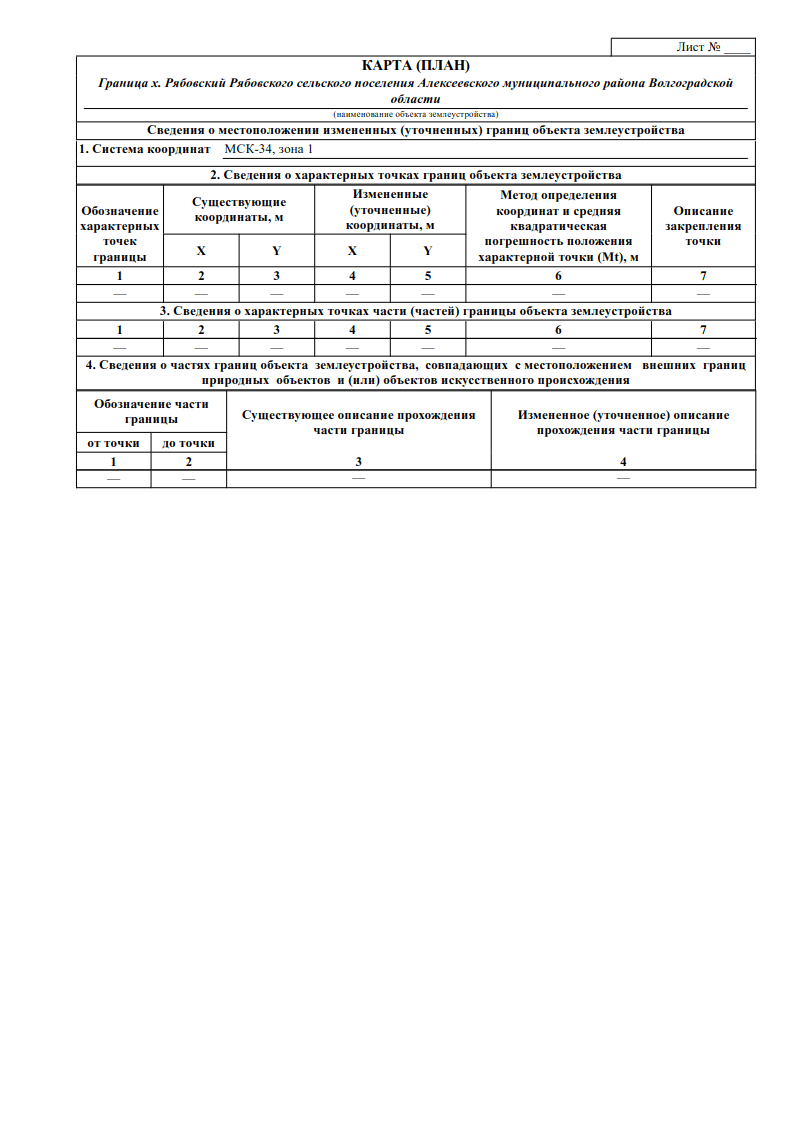 Лист № ____
КАРТА (ПЛАН)
Граница х. Рябовский Рябовского сельского поселения Алексеевского муниципального района Волгоградской
области
(наименование объекта землеустройства)
Сведения о местоположении измененных (уточненных) границ объекта землеустройства
1. Система координат МСК-34, зона 1
2. Сведения о характерных точках границ объекта землеустройства
Обозначение
характерных
точек
границы
Существующие
координаты, м
Измененные
(уточненные)
координаты, м
Метод определения
координат и средняя
квадратическая
погрешность положения
характерной точки (Mt), м
Описание
закрепления
точки
X Y X Y
1 2 3 4 5 6 7
— — — — — — —
3. Сведения о характерных точках части (частей) границы объекта землеустройства
1 2 3 4 5 6 7
— — — — — — —
4. Сведения о частях границ объекта землеустройства, совпадающих с местоположением внешних границ
природных объектов и (или) объектов искусственного происхождения
Обозначение части
границы
Существующее описание прохождения
части границы
Измененное (уточненное) описание
прохождения части границы
от точки до точки
1 2 3 4
— — — —